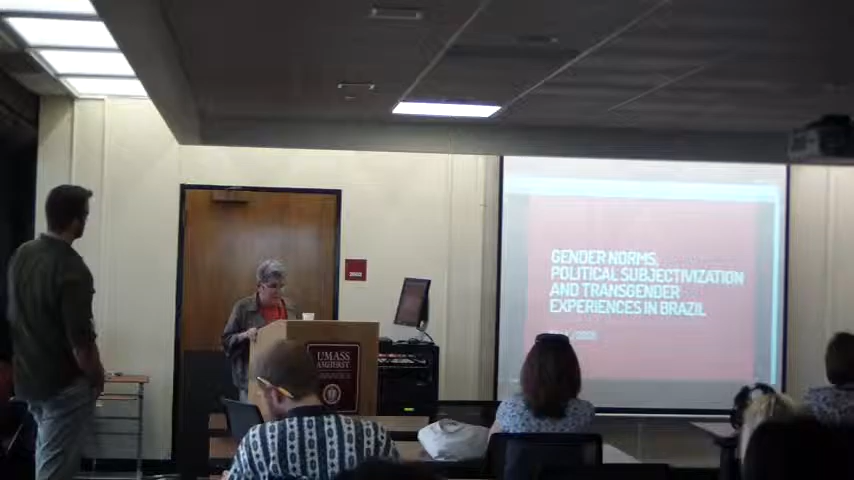 GENDER NORMS,
POLITICAL SUBJECTIVIZATION
AND TRANSGENDER
EXPERIENCES IN BRAZIL
UMASS
AMHERST